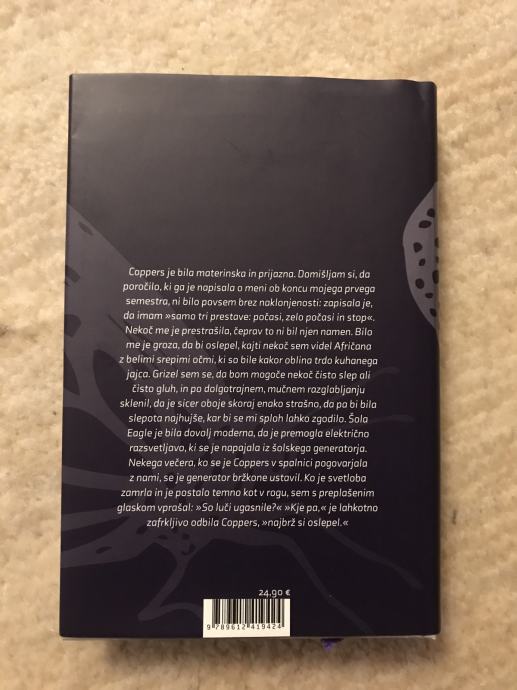 Coppers je bila materinska in prijazna. Domišljam si, da
poročilo, ki ga je napisala o meni ob koncu mojega prvega
semestra, ni bilo povsem brez naklonjenosti: zapisala je,
da imam »samo tri prestave: počasi, zelo počasi in stop«.
Nekoč me je prestrašila, čeprav to ni bil njen namen. Bilo
me je groza, da bi oslepel, kajti nekoč sem videl Afričana
z belimi srepimi očmi, ki so bile kakor oblina trdo kuhanega
jajca. Grizel sem se, da bom mogoče nekoč čisto slep ali
čisto gluh, in po dolgotrajnem, mučnem razglabljanju
sklenil, da je sicer oboje skoraj enako strašno, da pa bi bila
slepota najhujše, kar bi se mi sploh lahko zgodilo. Šola
Eagle je bila dovolj moderna, da je premogla električno
razsvetljavo, ki se je napajala iz šolskega generatorja.
Nekega večera, ko se je Coppers v spalnici pogovarjala
z nami, se je generator bržkone ustavil. Ko je svetloba
zamrla in je postalo temno kot v rogu, sem s preplašenim
glaskom vprašal: »So luči ugasnile?« »Kje pa,« je lahkotno
zafrkljivo odbila Coppers, »najbrž si oslepel.«
24.90 €
9 789612 419424